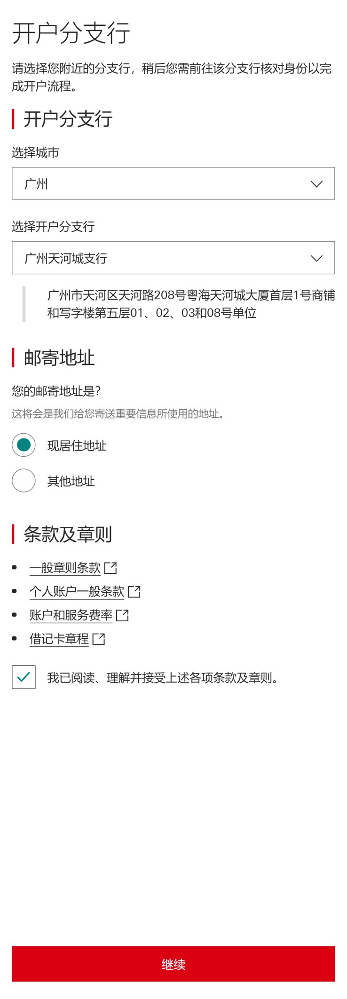 开户分支行
请选择您附近的分支行，稍后您需前往该分支行核对身份以完
成开户流程。
开户分支行
选择城市
广州
选择开户分支行
广州天河城支行
广州市天河区天河路208号粤海天河城大厦首层1号商铺
和写字楼第五层01、02、03和08号单位
邮寄地址
您的邮寄地址是？
这将会是我们给您寄送重要信息所使用的地址。
现居住地址
其他地址
条款及章则
一般章则条款
个人账户一般条款
账户和服务费率
借记卡章程
我已阅读、理解并接受上述各项条款及章则。
继续